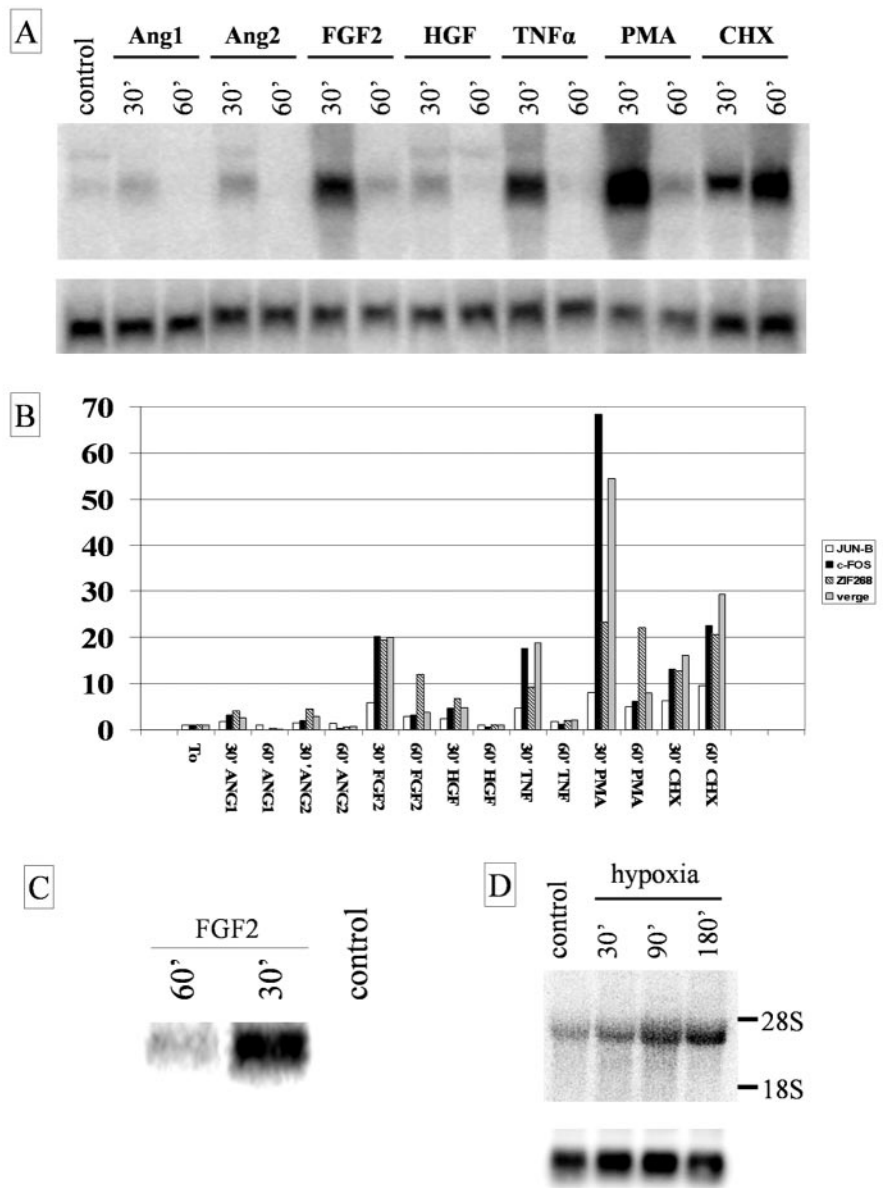 A
Ang1 Ang2 FGF2 HGF TNFα PMA CHX
control 30' 60' 30' 60' 30' 60' 30' 60' 30' 60' 30' 60' 30' 60'
B
70
60
50
40
30
20
10
0
JUN-B
c-FOS
ZIF268
verge
To 30' ANG1 60' ANG1 30' ANG2 60' ANG2 30' FGF2 60' FGF2 30' HGF 60' HGF 30' TNF 60' TNF 30' PMA 60' PMA 30' CHX 60' CHX
C
FGF2
60' 30' control
D
hypoxia
control 30' 90' 180'
28S
18S